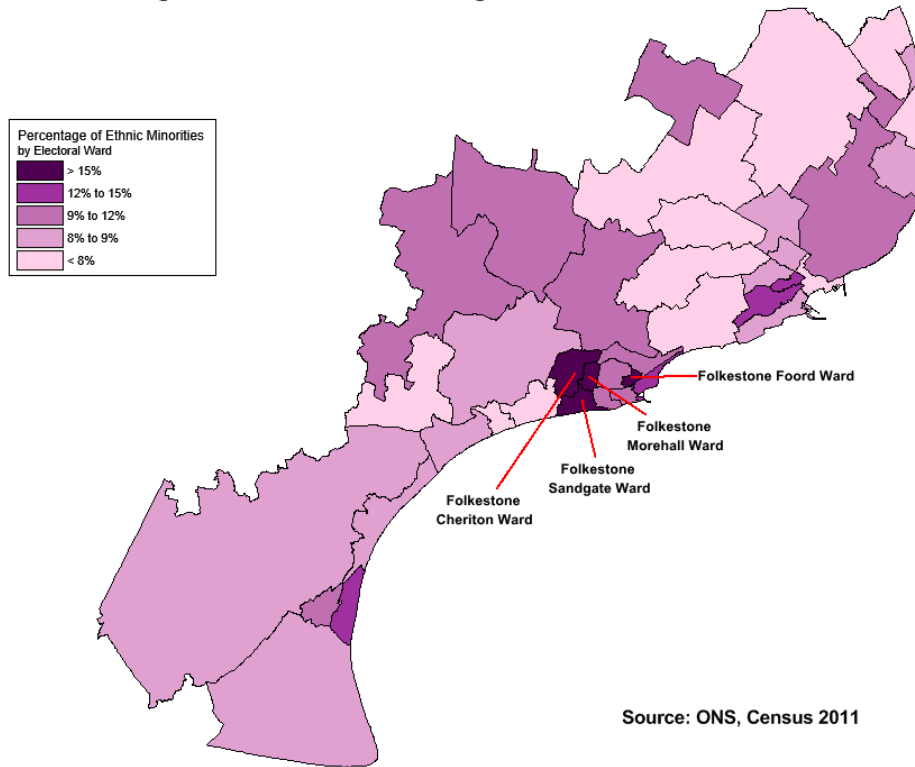 Percentage of Ethnic Minorities
by Electoral Ward
> 15%
12% to 15%
9% to 12%
8% to 9%
< 8%
Folkestone Foord Ward
Folkestone
Morehall Ward
Folkestone
Sandgate Ward
Folkestone
Cheriton Ward
Source: ONS, Census 2011